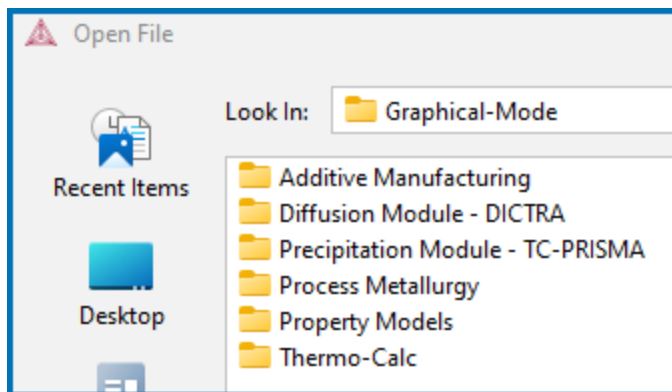 Open File
Look In: Graphical-Mode
Recent Items
Desktop
Additive Manufacturing
Diffusion Module - DICTRA
Precipitation Module - TC-PRISMA
Process Metallurgy
Property Models
Thermo-Calc